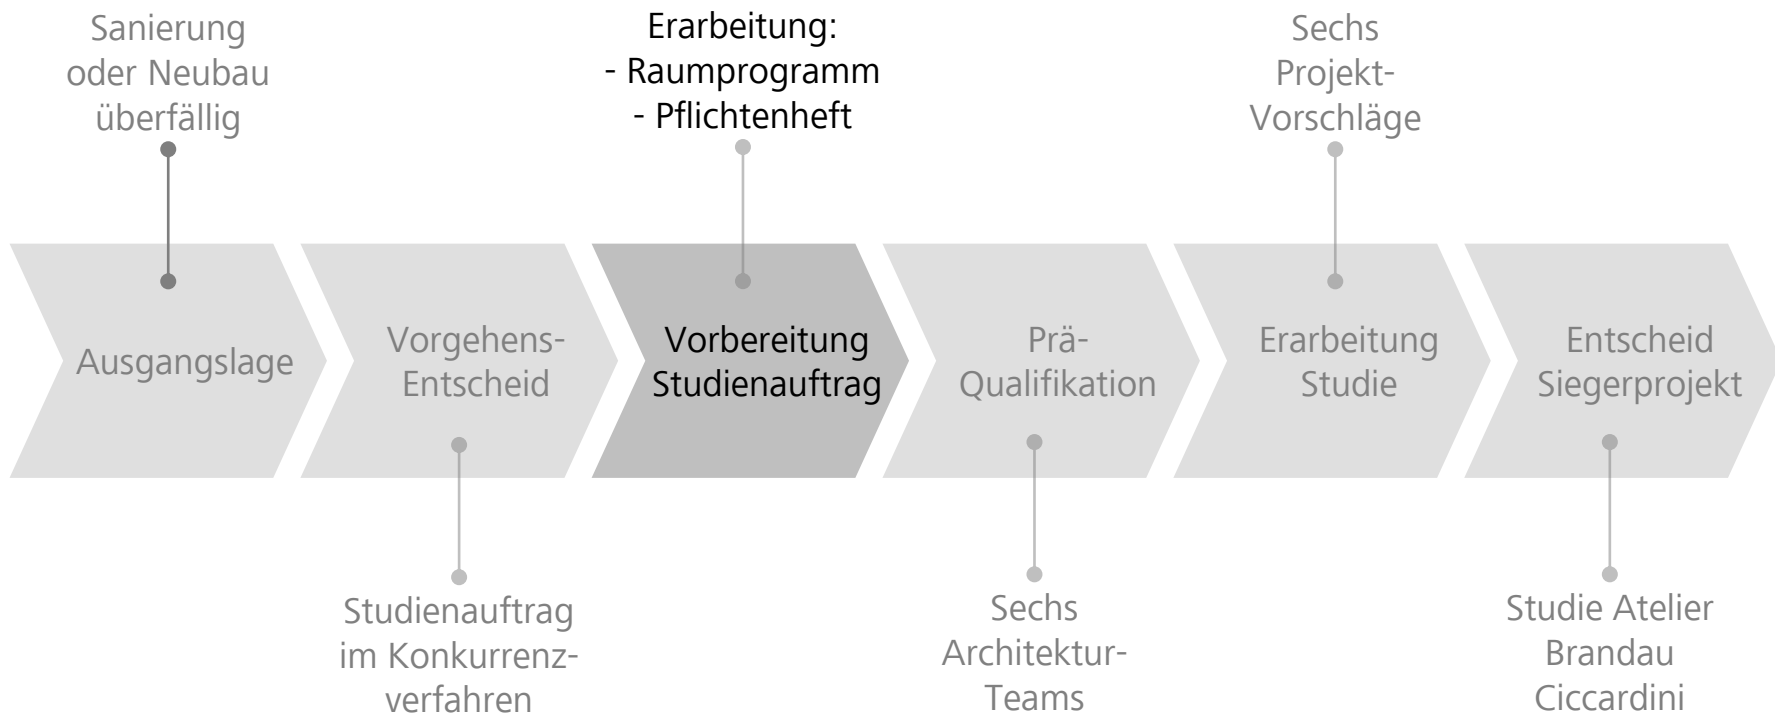 Sanierung
oder Neubau
überfällig
Erarbeitung:
- Raumprogramm
- Pflichtenheft
Sechs
Projekt-
Vorschläge
Ausgangslage
Vorgehens-
Entscheid
Vorbereitung
Studienauftrag
Prä-
Qualifikation
Erarbeitung
Studie
Entscheid
Siegerprojekt
Studienauftrag
im Konkurrenz-
verfahren
Sechs
Architektur-
Teams
Studie Atelier
Brandau
Ciccardini